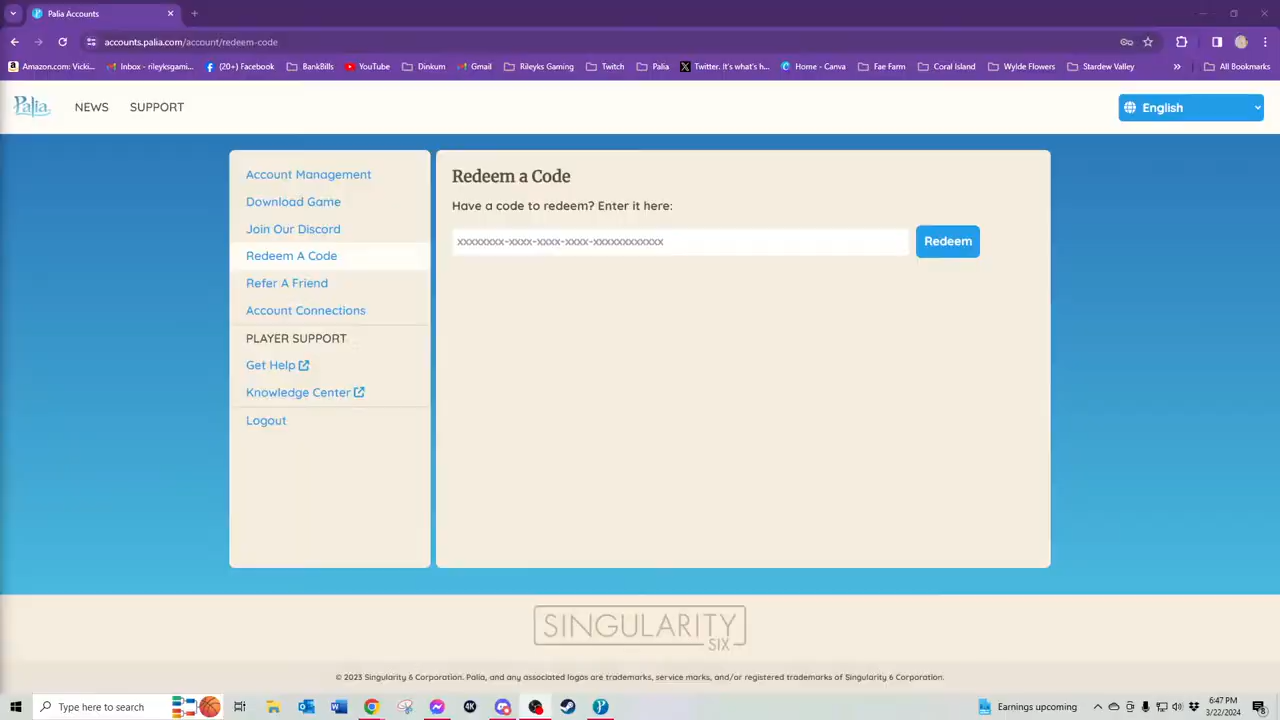 Palia Accounts
accounts.palia.com/account/redeem-code
Amazon.com: Vicki... Inbox - rileyksgami... (20+) Facebook BankBills YouTube Dinkum Gmail Rileyks Gaming Twitch Palia Twitter. It's what's h... Home - Canva Fae Farm Coral Island Wylde Flowers Stardew Valley » All Bookmarks
Palia NEWS SUPPORT English
Account Management
Download Game
Join Our Discord
Redeem A Code
Refer A Friend
Account Connections
PLAYER SUPPORT
Get Help
Knowledge Center
Logout
Redeem a Code
Have a code to redeem? Enter it here:
xxxxxxxx-xxxx-xxxx-xxxx-xxxxxxxxxxxx Redeem
SINGULARITY
SIX
© 2023 Singularity 6 Corporation. Palia, and any associated logos are trademarks, service marks, and/or registered trademarks of Singularity 6 Corporation.
Type here to search 4K Earnings upcoming 6:47 PM
3/22/2024